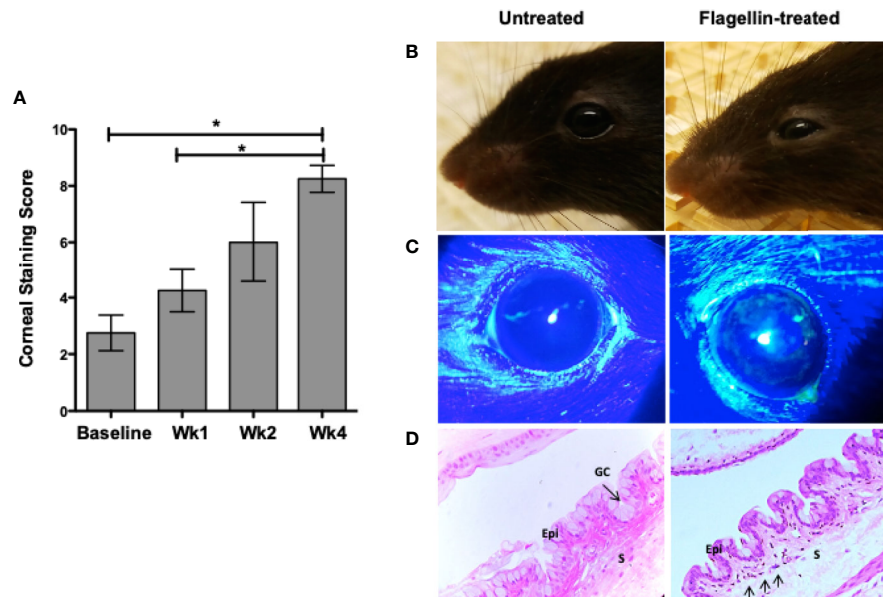 Untreated Flagellin-treated
A
Corneal Staining Score
10
8
6
4
2
0
*
*
Baseline Wk1 Wk2 Wk4
B
C
D
GC
Epi
S
Epi
S